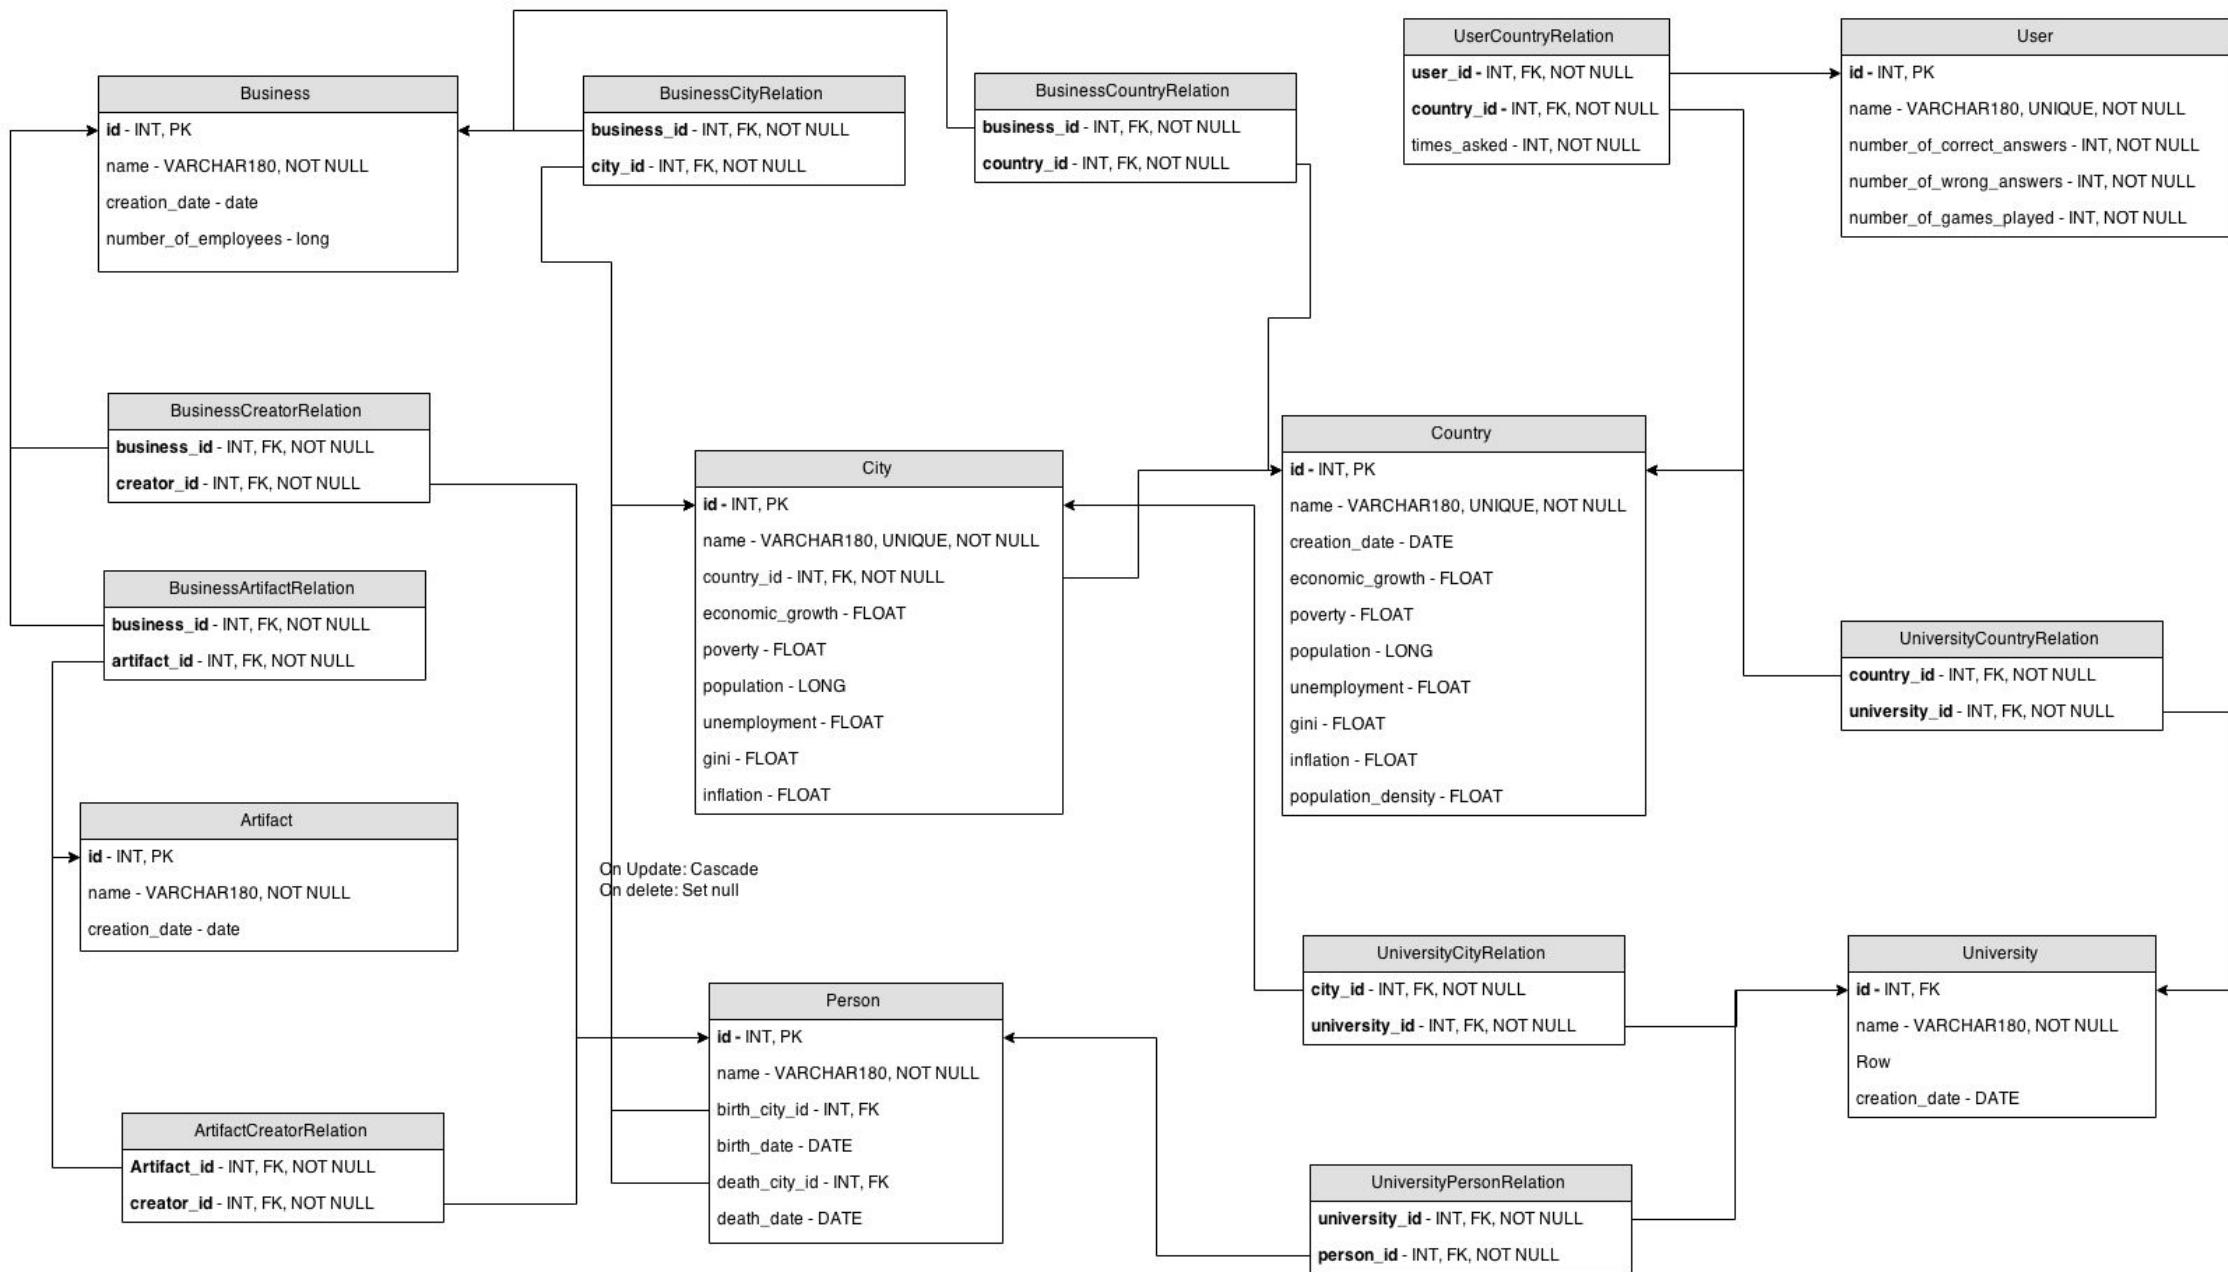 Business
id - INT, PK
name - VARCHAR180, NOT NULL
creation_date - date
number_of_employees - long
BusinessCityRelation
business_id - INT, FK, NOT NULL
city_id - INT, FK, NOT NULL
BusinessCountryRelation
business_id - INT, FK, NOT NULL
country_id - INT, FK, NOT NULL
UserCountryRelation
user_id - INT, FK, NOT NULL
country_id - INT, FK, NOT NULL
times_asked - INT, NOT NULL
User
id - INT, PK
name - VARCHAR180, UNIQUE, NOT NULL
number_of_correct_answers - INT, NOT NULL
number_of_wrong_answers - INT, NOT NULL
number_of_games_played - INT, NOT NULL
BusinessCreatorRelation
business_id - INT, FK, NOT NULL
creator_id - INT, FK, NOT NULL
City
id - INT, PK
name - VARCHAR180, UNIQUE, NOT NULL
country_id - INT, FK, NOT NULL
economic_growth - FLOAT
poverty - FLOAT
population - LONG
unemployment - FLOAT
gini - FLOAT
inflation - FLOAT
Country
id - INT, PK
name - VARCHAR180, UNIQUE, NOT NULL
creation_date - DATE
economic_growth - FLOAT
poverty - FLOAT
population - LONG
unemployment - FLOAT
gini - FLOAT
inflation - FLOAT
population_density - FLOAT
BusinessArtifactRelation
business_id - INT, FK, NOT NULL
artifact_id - INT, FK, NOT NULL
UniversityCountryRelation
country_id - INT, FK, NOT NULL
university_id - INT, FK, NOT NULL
Artifact
id - INT, PK
name - VARCHAR180, NOT NULL
creation_date - date
On Update: Cascade
On delete: Set null
Person
id - INT, PK
name - VARCHAR180, NOT NULL
birth_city_id - INT, FK
birth_date - DATE
death_city_id - INT, FK
death_date - DATE
UniversityCityRelation
city_id - INT, FK, NOT NULL
university_id - INT, FK, NOT NULL
University
id - INT, FK
name - VARCHAR180, NOT NULL
Row
creation_date - DATE
ArtifactCreatorRelation
Artifact_id - INT, FK, NOT NULL
creator_id - INT, FK, NOT NULL
UniversityPersonRelation
university_id - INT, FK, NOT NULL
person_id - INT, FK, NOT NULL